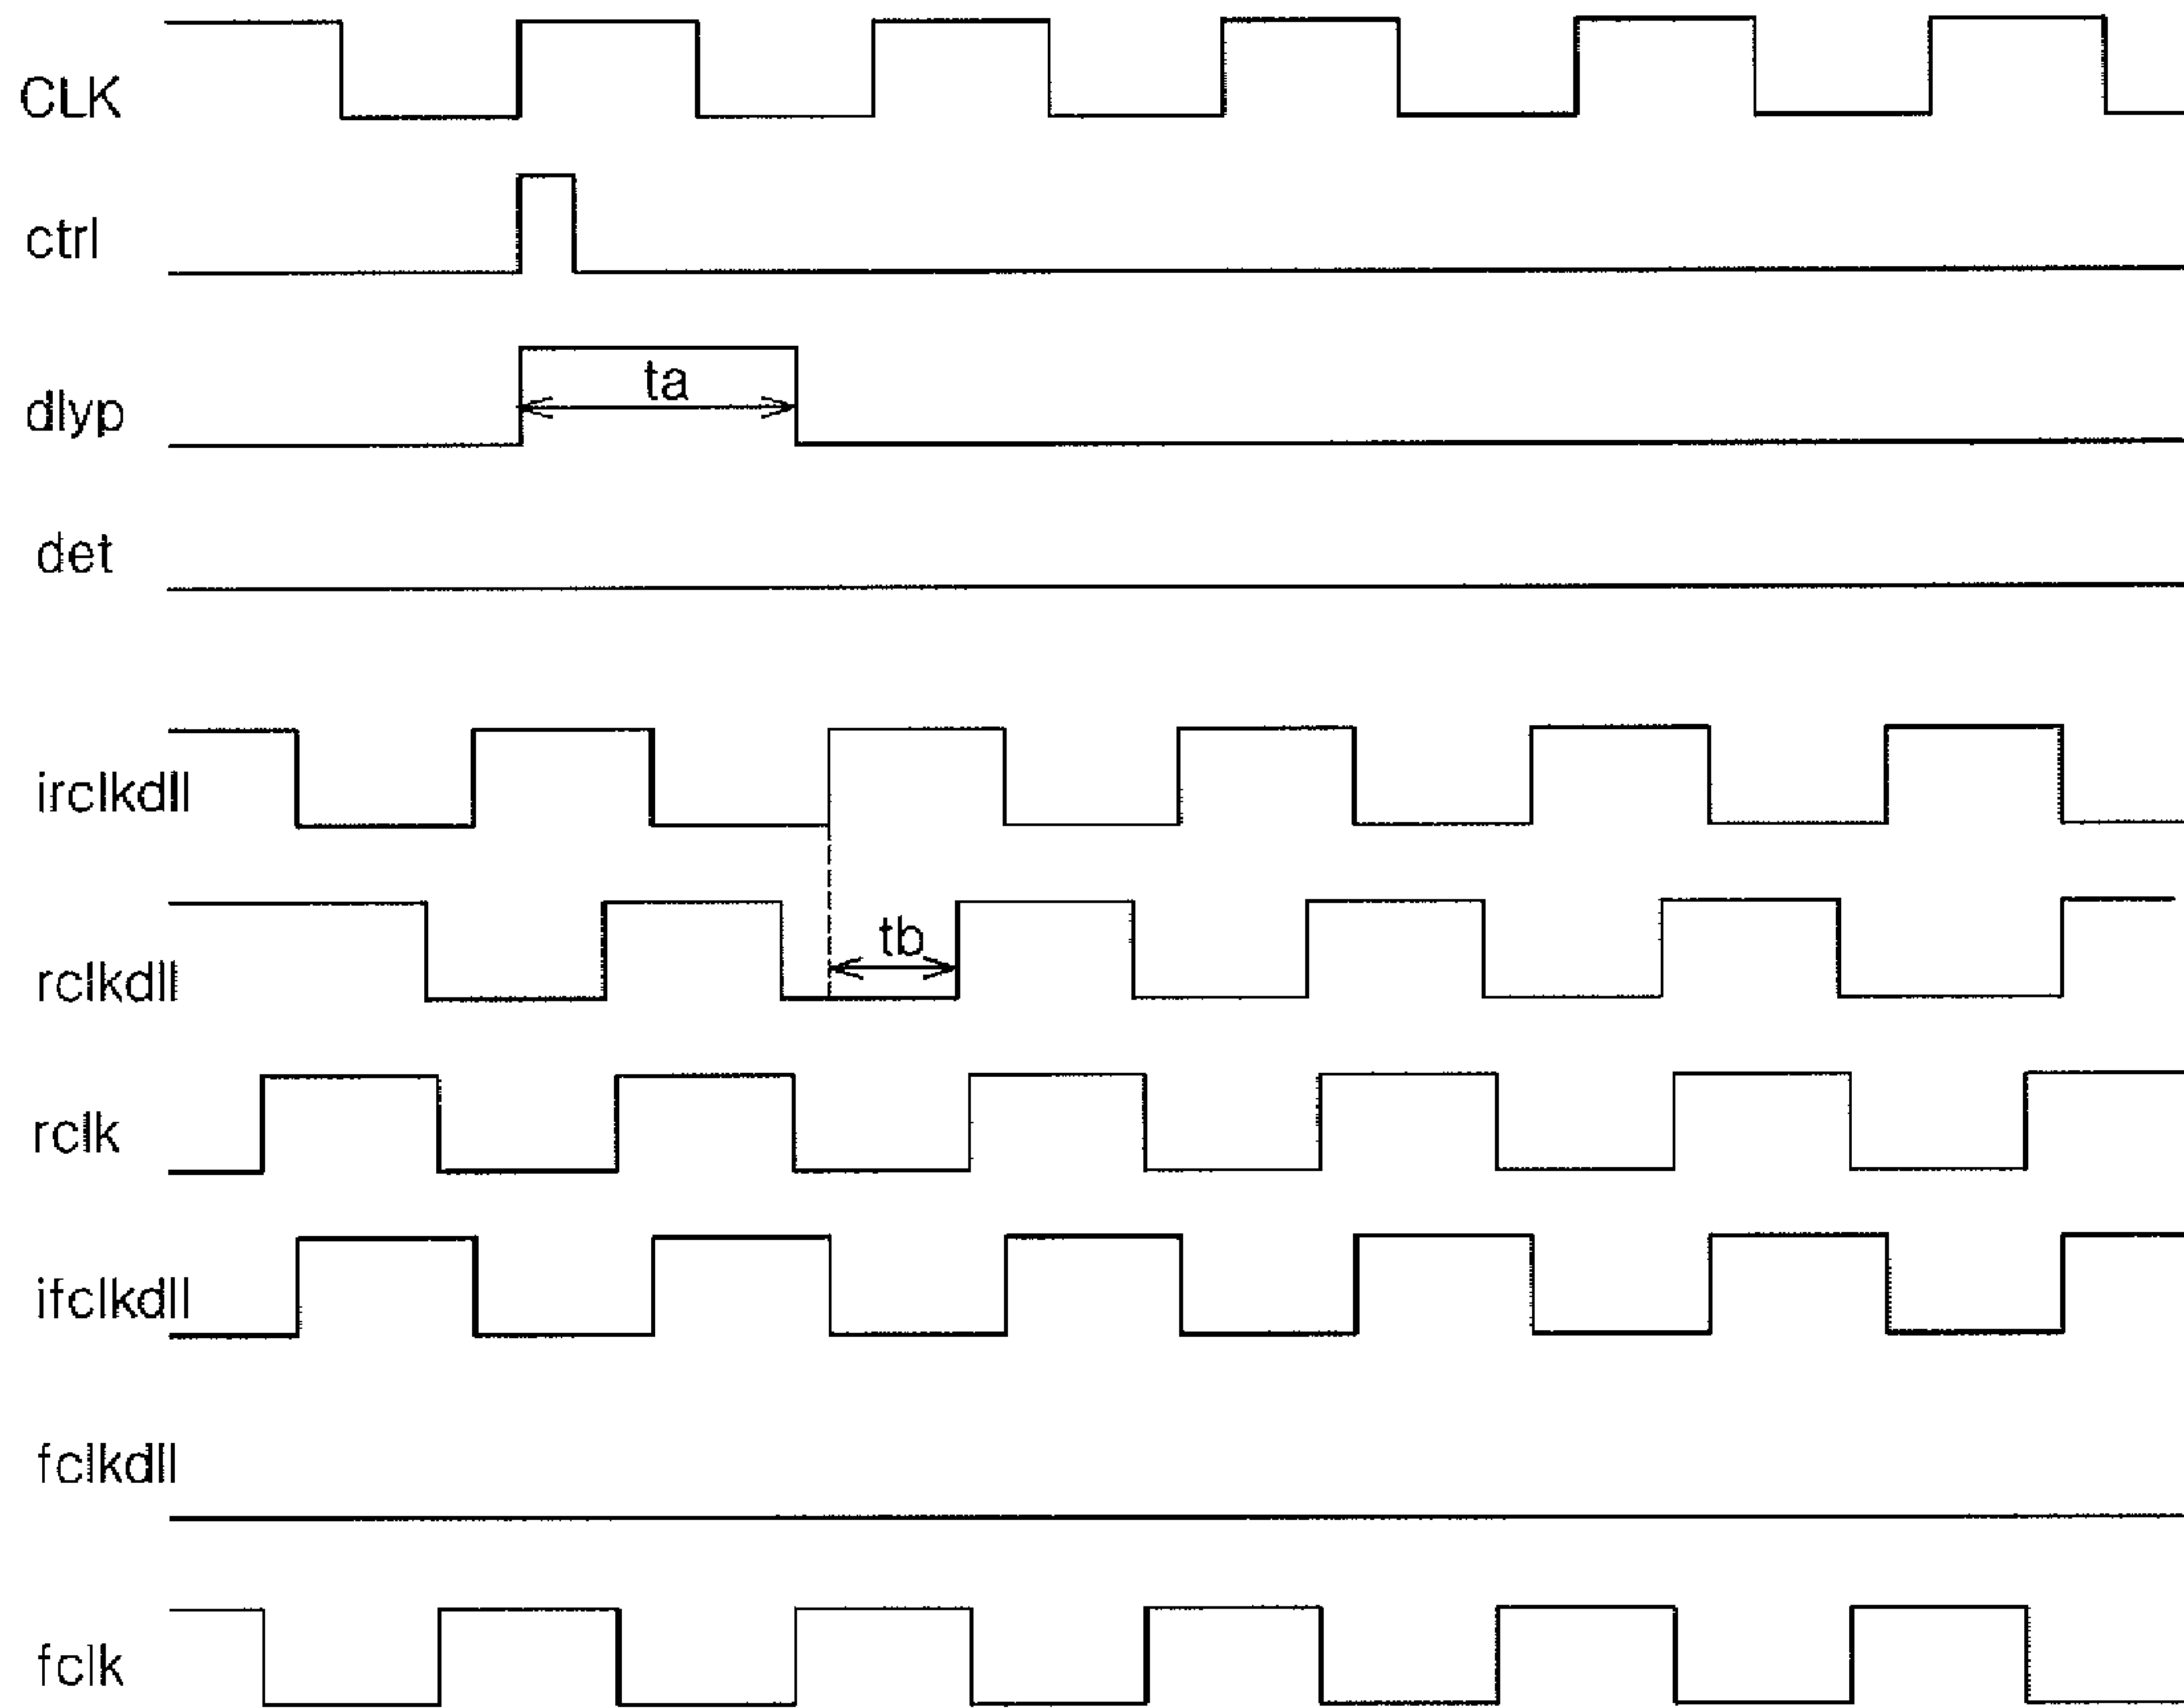 CLK
ctrl
dlyp
ta
det
irclkdll
rclkdll
tb
rclk
ifclkdll
fclkdll
fclk